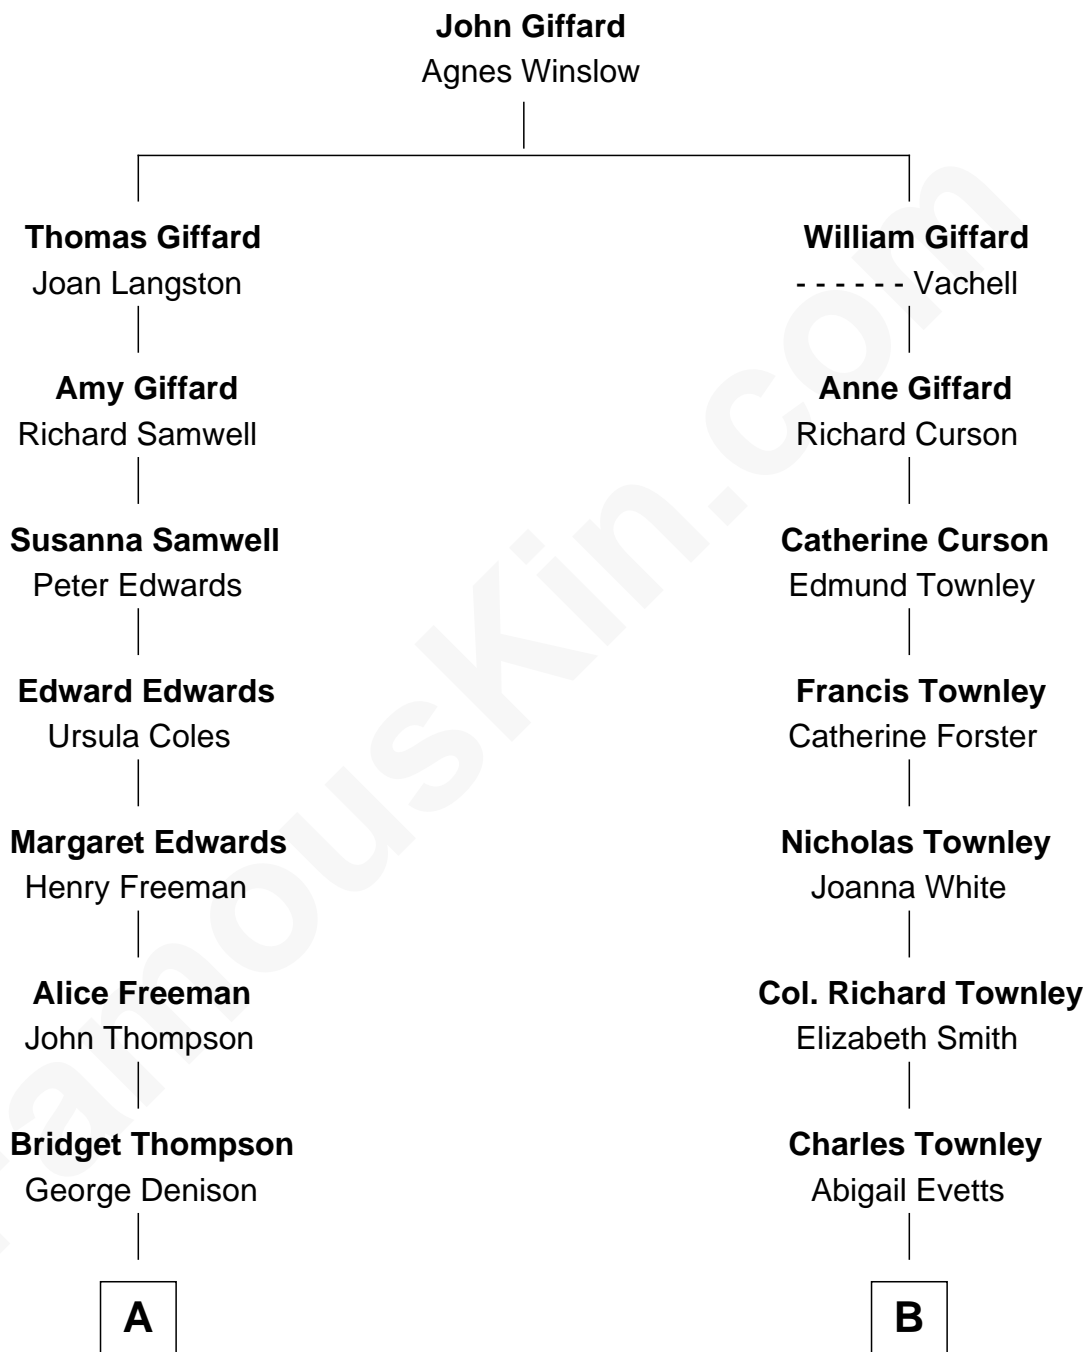 John Giffard
Agnes Winslow
Thomas Giffard
Joan Langston
Amy Giffard
Richard Samwell
Susanna Samwell
Peter Edwards
Edward Edwards
Ursula Coles
Margaret Edwards
Henry Freeman
Alice Freeman
John Thompson
Bridget Thompson
George Denison
A
William Giffard
- - - - - - Vachell
Anne Giffard
Richard Curson
Catherine Curson
Edmund Townley
Francis Townley
Catherine Forster
Nicholas Townley
Joanna White
Col. Richard Townley
Elizabeth Smith
Charles Townley
Abigail Evetts
B
FamousKin.com